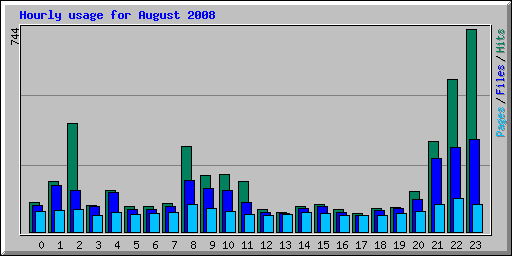 Hourly usage for August 2008
744
Pages / Files / Hits
0 1 2 3 4 5 6 7 8 9 10 11 12 13 14 15 16 17 18 19 20 21 22 23